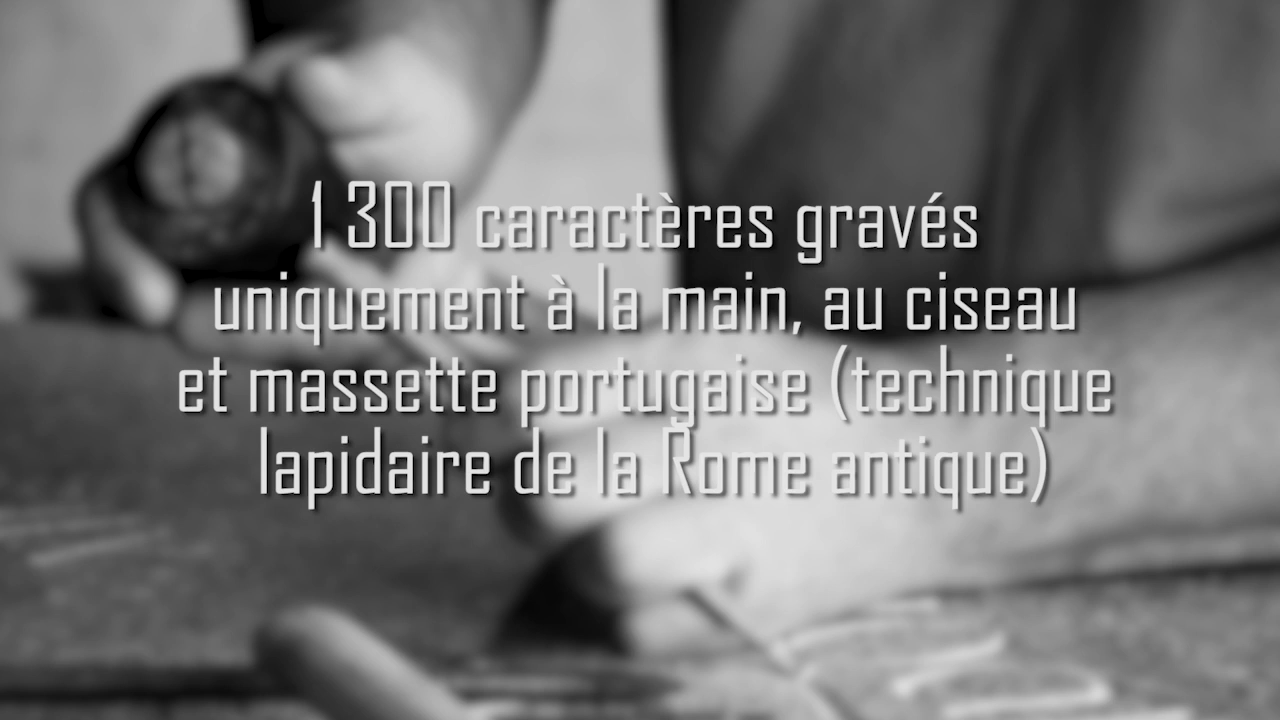 1 300 caractères gravés
uniquement à la main, au ciseau
et massette portugaise (technique
lapidaire de la Rome antique)